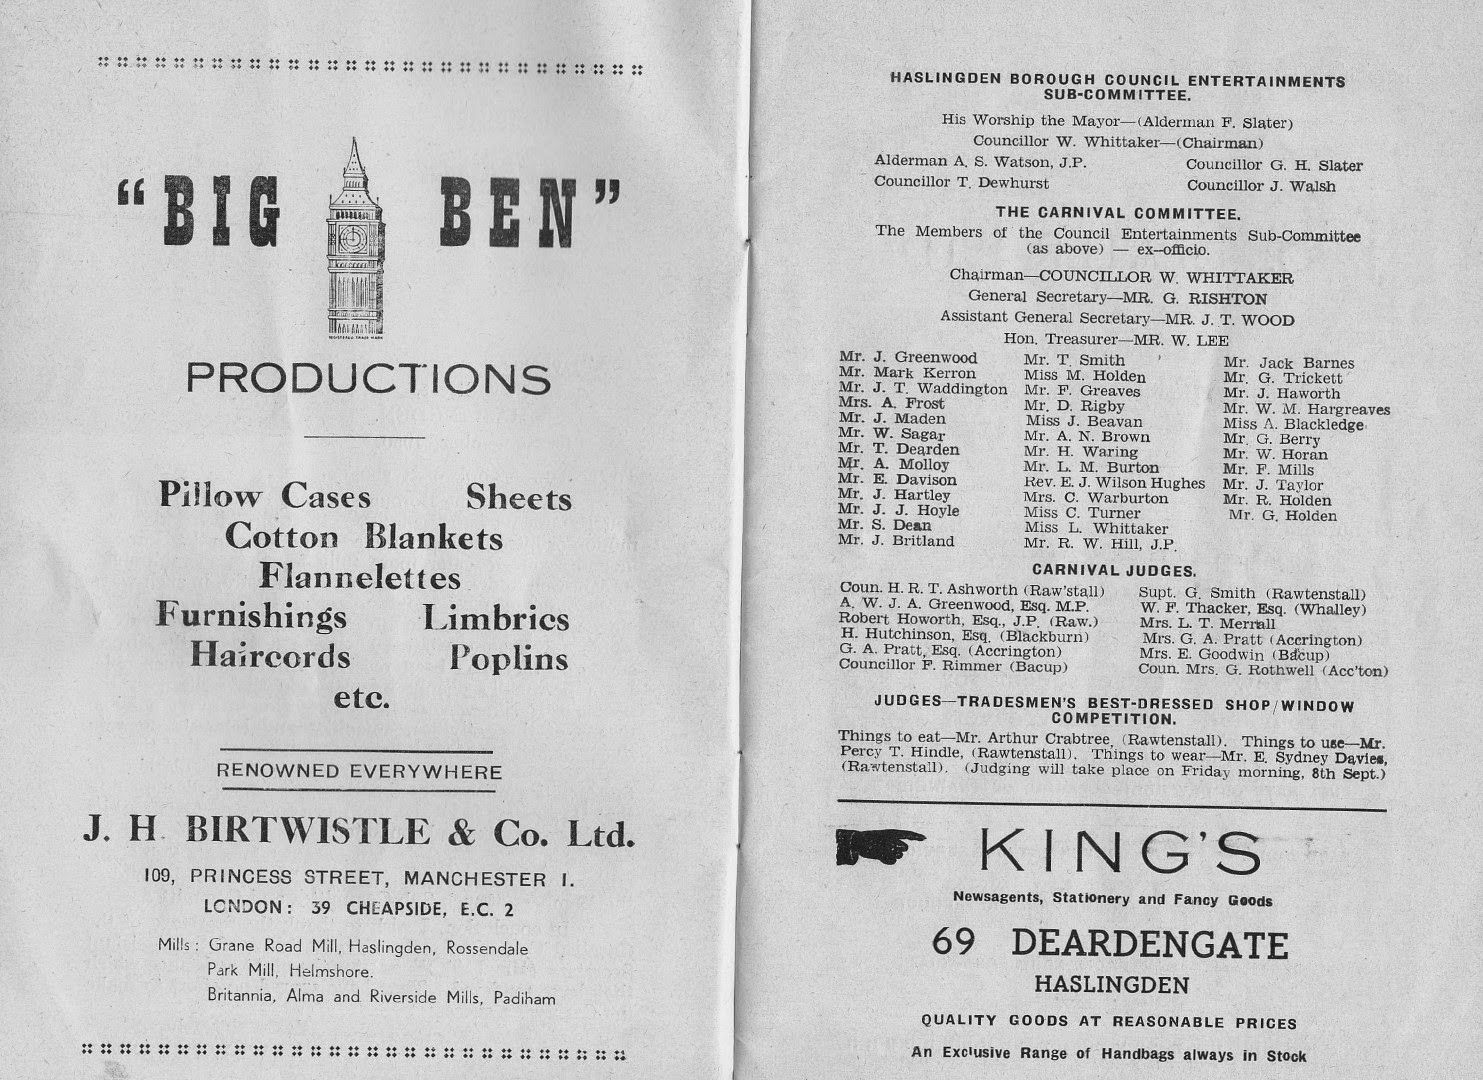 "BIG BEN"
REGISTERED TRADE MARK
PRODUCTIONS
Pillow Cases Sheets
Cotton Blankets
Flannelettes
Furnishings Limbrics
Haircords Poplins
etc.
RENOWNED EVERYWHERE
J. H. BIRTWISTLE & Co. Ltd.
109, PRINCESS STREET, MANCHESTER 1.
LONDON: 39 CHEAPSIDE, E.C. 2
Mills: Grane Road Mill, Haslingden, Rossendale
Park Mill, Helmshore.
Britannia, Alma and Riverside Mills, Padiham
HASLINGDEN BOROUGH COUNCIL ENTERTAINMENTS
SUB-COMMITTEE.
His Worship the Mayor—(Alderman F. Slater)
Councillor W. Whittaker—(Chairman)
Alderman A. S. Watson, J.P. Councillor G. H. Slater
Councillor T. Dewhurst Councillor J. Walsh
THE CARNIVAL COMMITTEE.
The Members of the Council Entertainments Sub-Committee
(as above) — ex-officio.
Chairman—COUNCILLOR W. WHITTAKER
General Secretary—MR. G. RISHTON
Assistant General Secretary—MR. J. T. WOOD
Hon. Treasurer—MR. W. LEE
Mr. J. Greenwood Mr. T. Smith Mr. Jack Barnes
Mr. Mark Kerron Miss M. Holden Mr. G. Trickett
Mr. J. T. Waddington Mr. F. Greaves Mr. J. Haworth
Mrs. A. Frost Mr. D. Rigby Mr. W. M. Hargreaves
Mr. J. Maden Miss J. Beavan Miss A. Blackledge
Mr. W. Sagar Mr. A. N. Brown Mr. G. Berry
Mr. T. Dearden Mr. H. Waring Mr. W. Horan
Mr. A. Molloy Mr. L. M. Burton Mr. F. Mills
Mr. E. Davison Rev. E. J. Wilson Hughes Mr. J. Taylor
Mr. J. Hartley Mrs. C. Warburton Mr. R. Holden
Mr. J. J. Hoyle Miss C. Turner Mr. G. Holden
Mr. S. Dean Miss L. Whittaker
Mr. J. Britland Mr. R. W. Hill, J.P.
CARNIVAL JUDGES.
Coun. H. R. T. Ashworth (Raw'stall) Supt. G. Smith (Rawtenstall)
A. W. J. A. Greenwood, Esq. M.P. W. F. Thacker, Esq. (Whalley)
Robert Howorth, Esq., J.P. (Raw.) Mrs. L. T. Merrall
H. Hutchinson, Esq. (Blackburn) Mrs. G. A. Pratt (Accrington)
G. A. Pratt, Esq. (Accrington) Mrs. E. Goodwin (Bacup)
Councillor F. Rimmer (Bacup) Coun. Mrs. G. Rothwell (Acc'ton)
JUDGES—TRADESMEN'S BEST-DRESSED SHOP/WINDOW
COMPETITION.
Things to eat—Mr. Arthur Crabtree, (Rawtenstall). Things to use—Mr.
Percy T. Hindle, (Rawtenstall). Things to wear—Mr. E. Sydney Davies,
(Rawtenstall). (Judging will take place on Friday morning, 8th Sept.)
KING'S
Newsagents, Stationery and Fancy Goods
69 DEARDENGATE
HASLINGDEN
QUALITY GOODS AT REASONABLE PRICES
An Exclusive Range of Handbags always in Stock